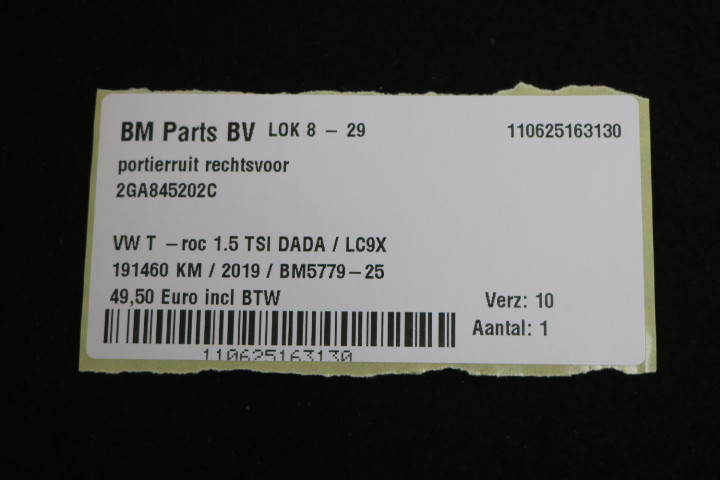 BM Parts BV LOK 8 - 29 110625163130
portierruit rechtsvoor
2GA845202C
VW T -roc 1.5 TSI DADA / LC9X
191460 KM / 2019 / BM5779-25
49,50 Euro incl BTW Verz: 10
Aantal: 1
110625163130